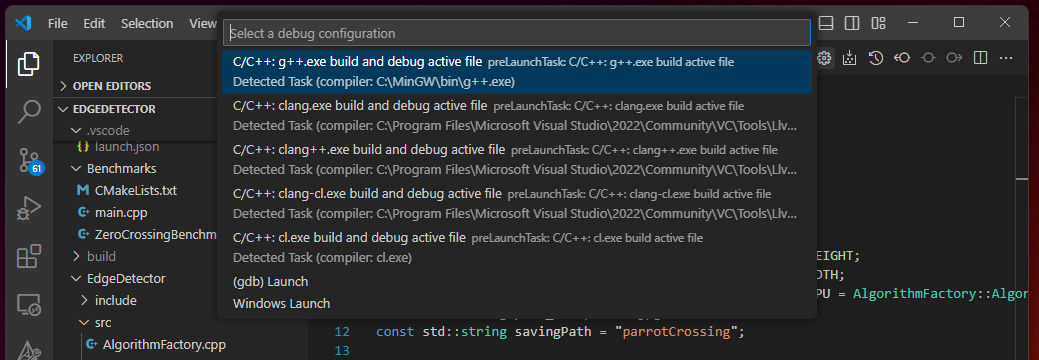 File Edit Selection View
Select a debug configuration
C/C++: g++.exe build and debug active file preLaunchTask: C/C++: g++.exe build active file
Detected Task (compiler: C:\MinGW\bin\g++.exe)
C/C++: clang.exe build and debug active file preLaunchTask: C/C++: clang.exe build active file
Detected Task (compiler: C:\Program Files\Microsoft Visual Studio\2022\Community\VC\Tools\Llv...
C/C++: clang++.exe build and debug active file preLaunchTask: C/C++: clang++.exe build active file
Detected Task (compiler: C:\Program Files\Microsoft Visual Studio\2022\Community\VC\Tools\Llv...
C/C++: clang-cl.exe build and debug active file preLaunchTask: C/C++: clang-cl.exe build active file
Detected Task (compiler: C:\Program Files\Microsoft Visual Studio\2022\Community\VC\Tools\Llv...
C/C++: cl.exe build and debug active file preLaunchTask: C/C++: cl.exe build active file
Detected Task (compiler: cl.exe)
(gdb) Launch
Windows Launch
EXPLORER
OPEN EDITORS
EDGEDETECTOR
.vscode
{} launch.json
Benchmarks
CMakeLists.txt
main.cpp
ZeroCrossingBenchm
build
EdgeDetector
include
src
AlgorithmFactory.cpp
61
EIGHT;
DTH;
PU = AlgorithmFactory::Algor
12 const std::string savingPath = "parrotCrossing";
13